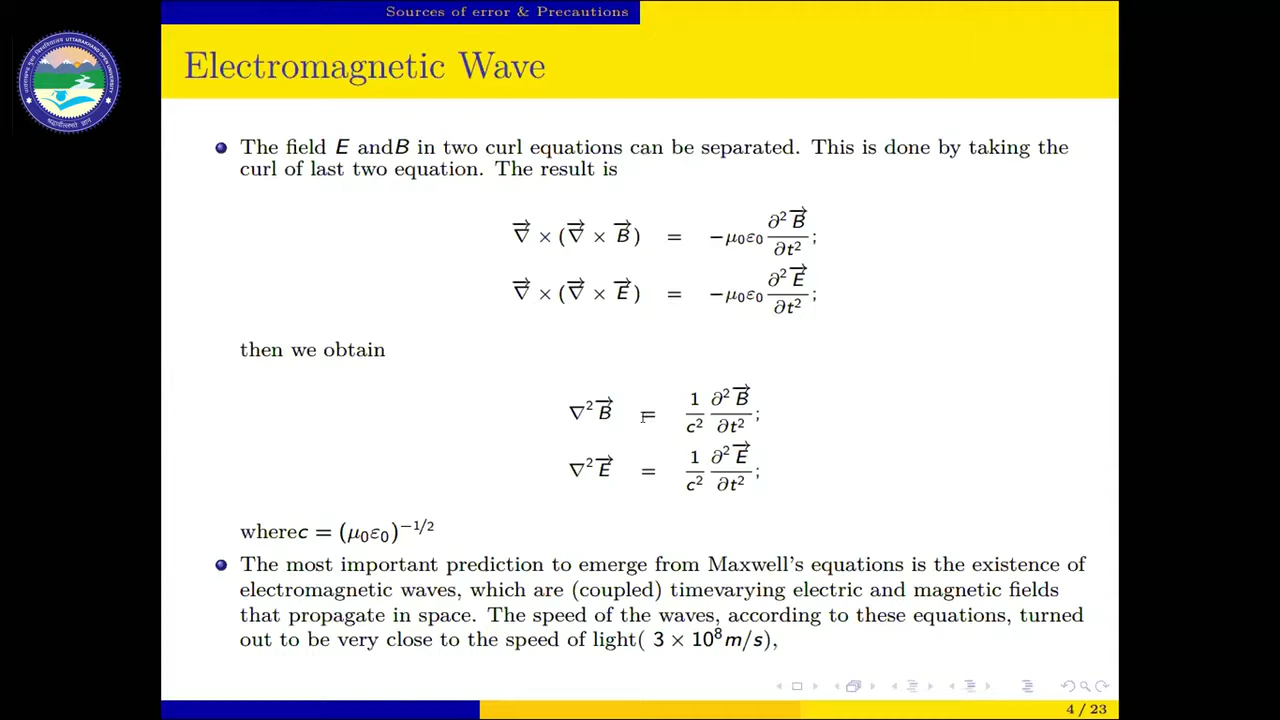 Sources of error & Precautions
Electromagnetic Wave
The field E andB in two curl equations can be separated. This is done by taking the
curl of last two equation. The result is
∇⃗ × (∇⃗ × B⃗) = −μ₀ε₀ ∂²B⃗/∂t² ;
∇⃗ × (∇⃗ × E⃗) = −μ₀ε₀ ∂²E⃗/∂t² ;
then we obtain
∇²B⃗ = 1/c² ∂²B⃗/∂t² ;
∇²E⃗ = 1/c² ∂²E⃗/∂t² ;
wherec = (μ₀ε₀)^−1/2
The most important prediction to emerge from Maxwell's equations is the existence of
electromagnetic waves, which are (coupled) timevarying electric and magnetic fields
that propagate in space. The speed of the waves, according to these equations, turned
out to be very close to the speed of light( 3 × 10⁸m/s),
4 / 23